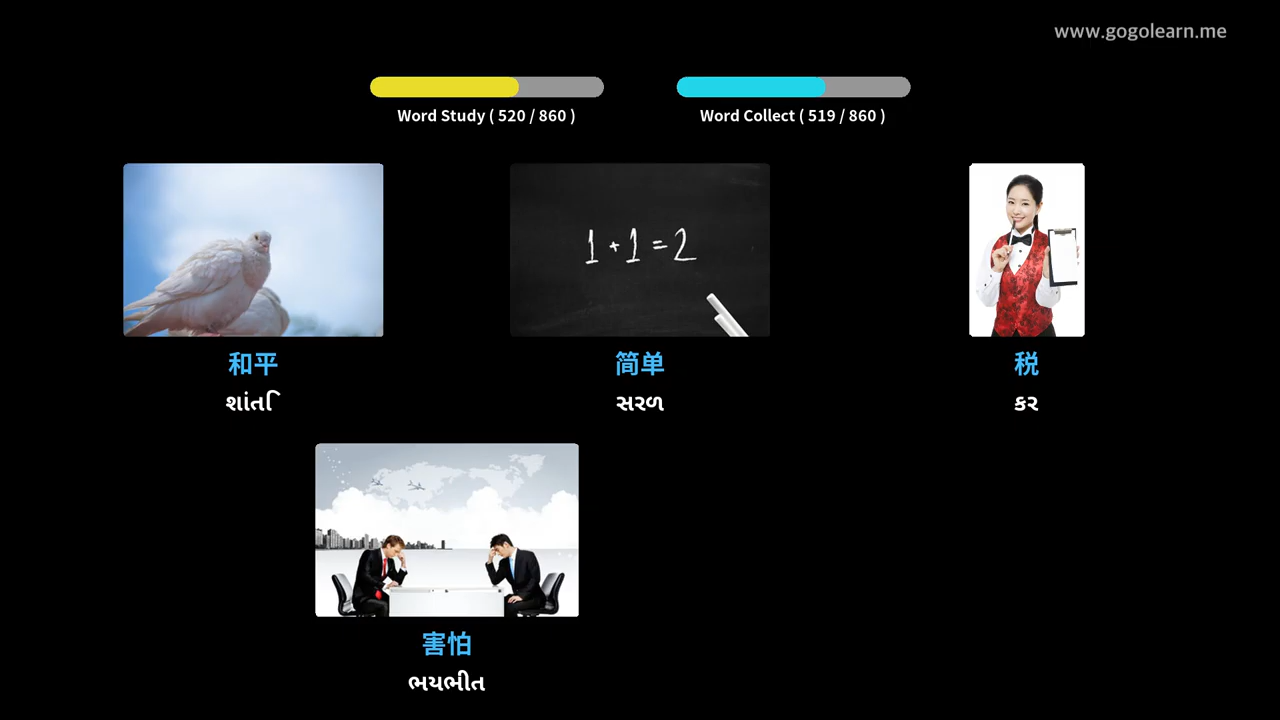 www.gogolearn.me
Word Study ( 520 / 860 )
Word Collect ( 519 / 860 )
1 + 1 = 2
和平
简单
税
શાંતિ
સરળ
કર
害怕
ભયભીત